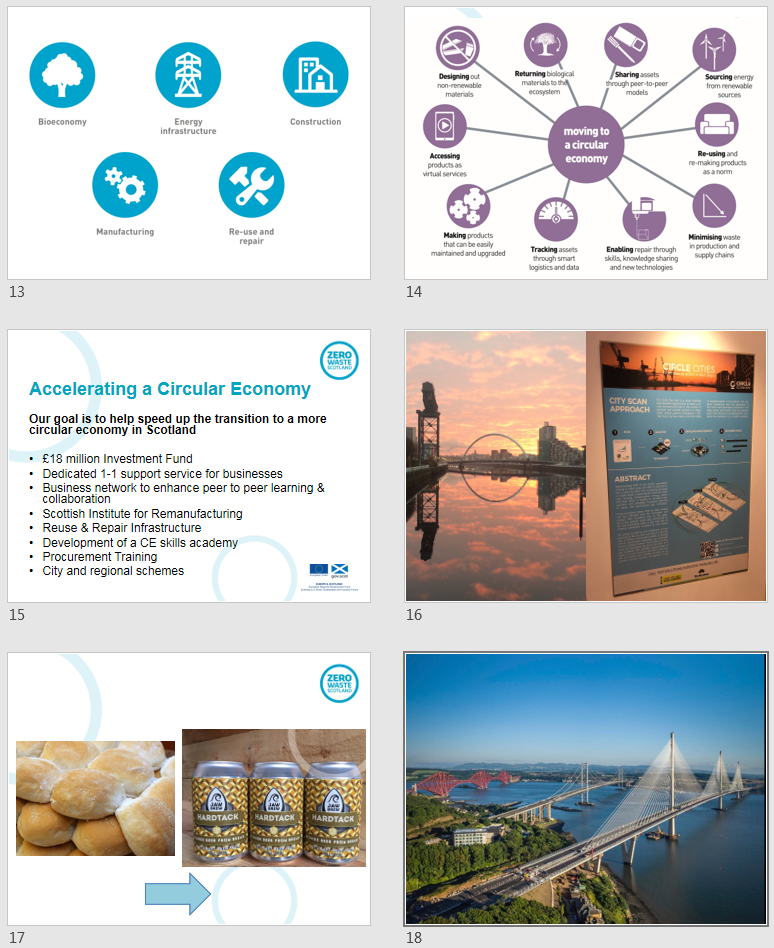 Bioeconomy
Energy
infrastructure
Construction
Manufacturing
Re-use and
repair
13
Designing out
non-renewable
materials
Returning biological
materials to the
ecosystem
Sharing assets
through peer-to-peer
models
Sourcing energy
from renewable
sources
Accessing
products as
virtual services
moving to
a circular
economy
Re-using and
re-making products
as a norm
Making products
that can be easily
maintained and upgraded
Tracking assets
through smart
logistics and data
Enabling repair through
skills, knowledge sharing
and new technologies
Minimising waste
in production and
supply chains
14
ZERO
WASTE
SCOTLAND
Accelerating a Circular Economy
Our goal is to help speed up the transition to a more
circular economy in Scotland
• £18 million Investment Fund
• Dedicated 1-1 support service for businesses
• Business network to enhance peer to peer learning &
collaboration
• Scottish Institute for Remanufacturing
• Reuse & Repair Infrastructure
• Development of a CE skills academy
• Procurement Training
• City and regional schemes
gov.scot
15
CIRCLE CITIES
CITY SCAN
APPROACH
ABSTRACT
16
ZERO
WASTE
SCOTLAND
JAW
BREW
HARDTACK
JAW
BREW
HARDTACK
JAW
BREW
HARDTACK
17
18